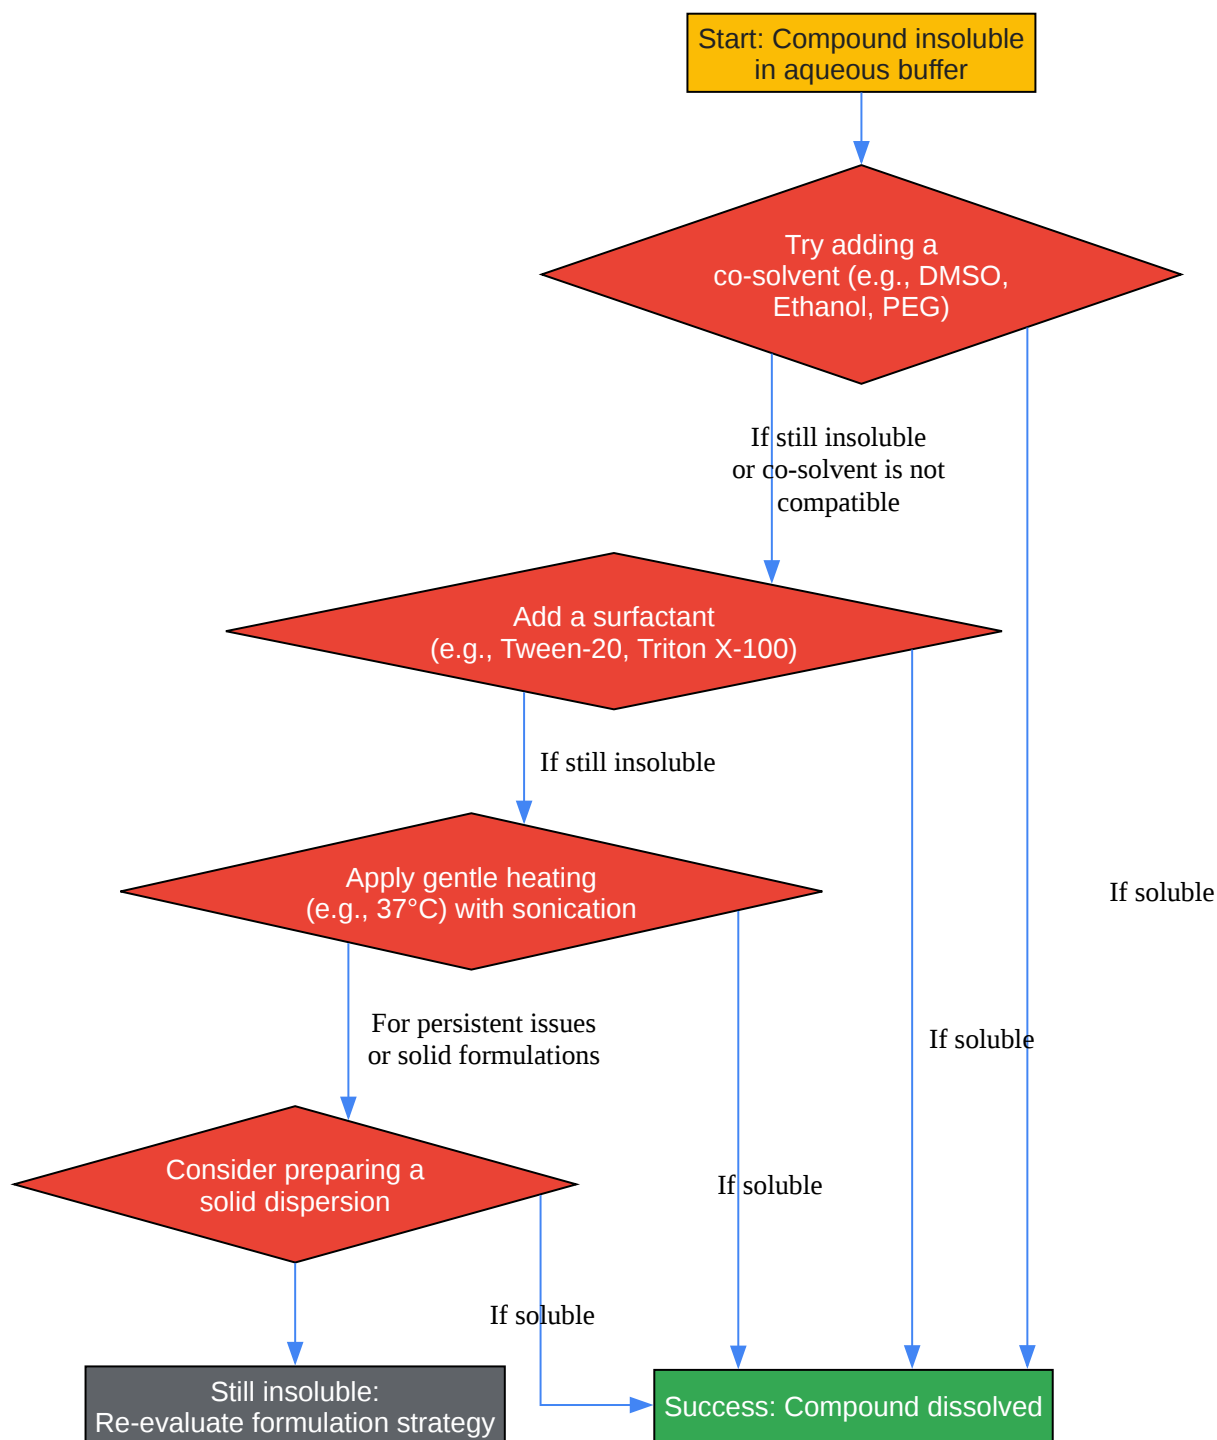 Start: Compound insoluble
in aqueous buffer
Try adding a
co-solvent (e.g., DMSO,
Ethanol, PEG)
If still insoluble
or co-solvent is not
compatible
Add a surfactant
(e.g., Tween-20, Triton X-100)
If still insoluble
Apply gentle heating
(e.g., 37°C) with sonication
If soluble
For persistent issues
or solid formulations
If soluble
Consider preparing a
solid dispersion
If soluble
If soluble
Still insoluble:
Re-evaluate formulation strategy
Success: Compound dissolved